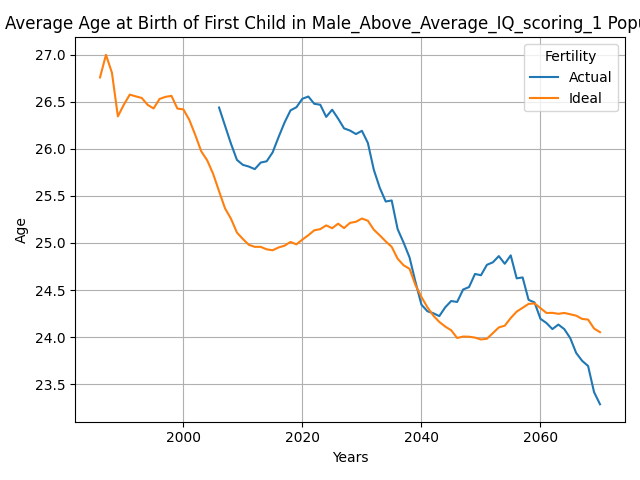 Average Age at Birth of First Child in Male_Above_Average_IQ_scoring_1 Popu
Fertility
Actual
Ideal
27.0
26.5
26.0
25.5
25.0
24.5
24.0
23.5
Age
2000
2020
2040
2060
Years